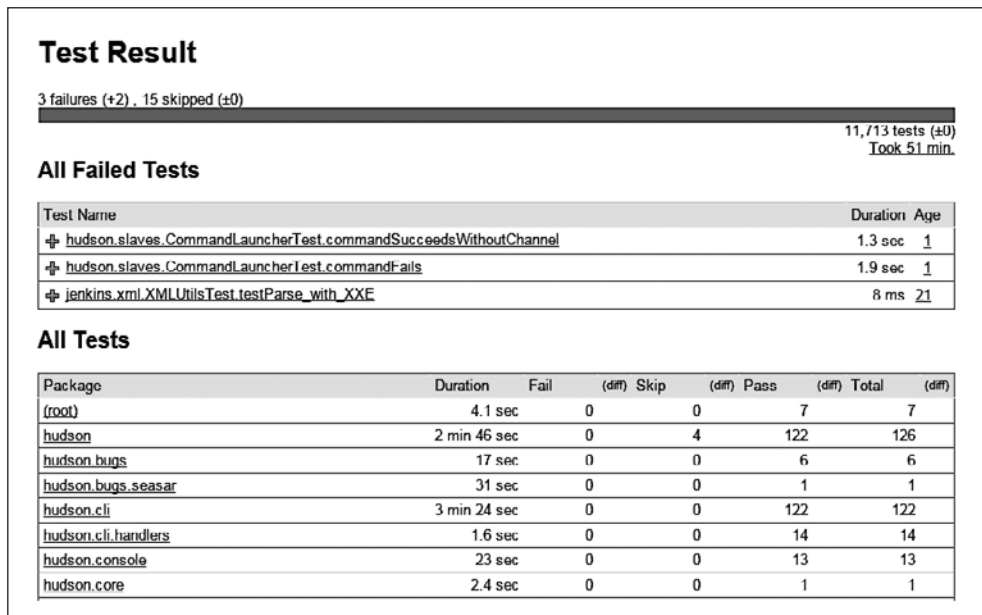 Test Result
3 failures (+2) , 15 skipped (±0)
11,713 tests (±0)
Took 51 min.
All Failed Tests
Test Name Duration Age
hudson.slaves.CommandLauncherTest.commandSucceedsWithoutChannel 1.3 sec 1
hudson.slaves.CommandLauncherTest.commandFails 1.9 sec 1
jenkins.xml.XMLUtilsTest.testParse_with_XXE 8 ms 21
All Tests
Package Duration Fail (diff) Skip (diff) Pass (diff) Total (diff)
(root) 4.1 sec 0 0 7 7
hudson 2 min 46 sec 0 4 122 126
hudson.bugs 17 sec 0 0 6 6
hudson.bugs.seasar 31 sec 0 0 1 1
hudson.cli 3 min 24 sec 0 0 122 122
hudson.cli.handlers 1.6 sec 0 0 14 14
hudson.console 23 sec 0 0 13 13
hudson.core 2.4 sec 0 0 1 1